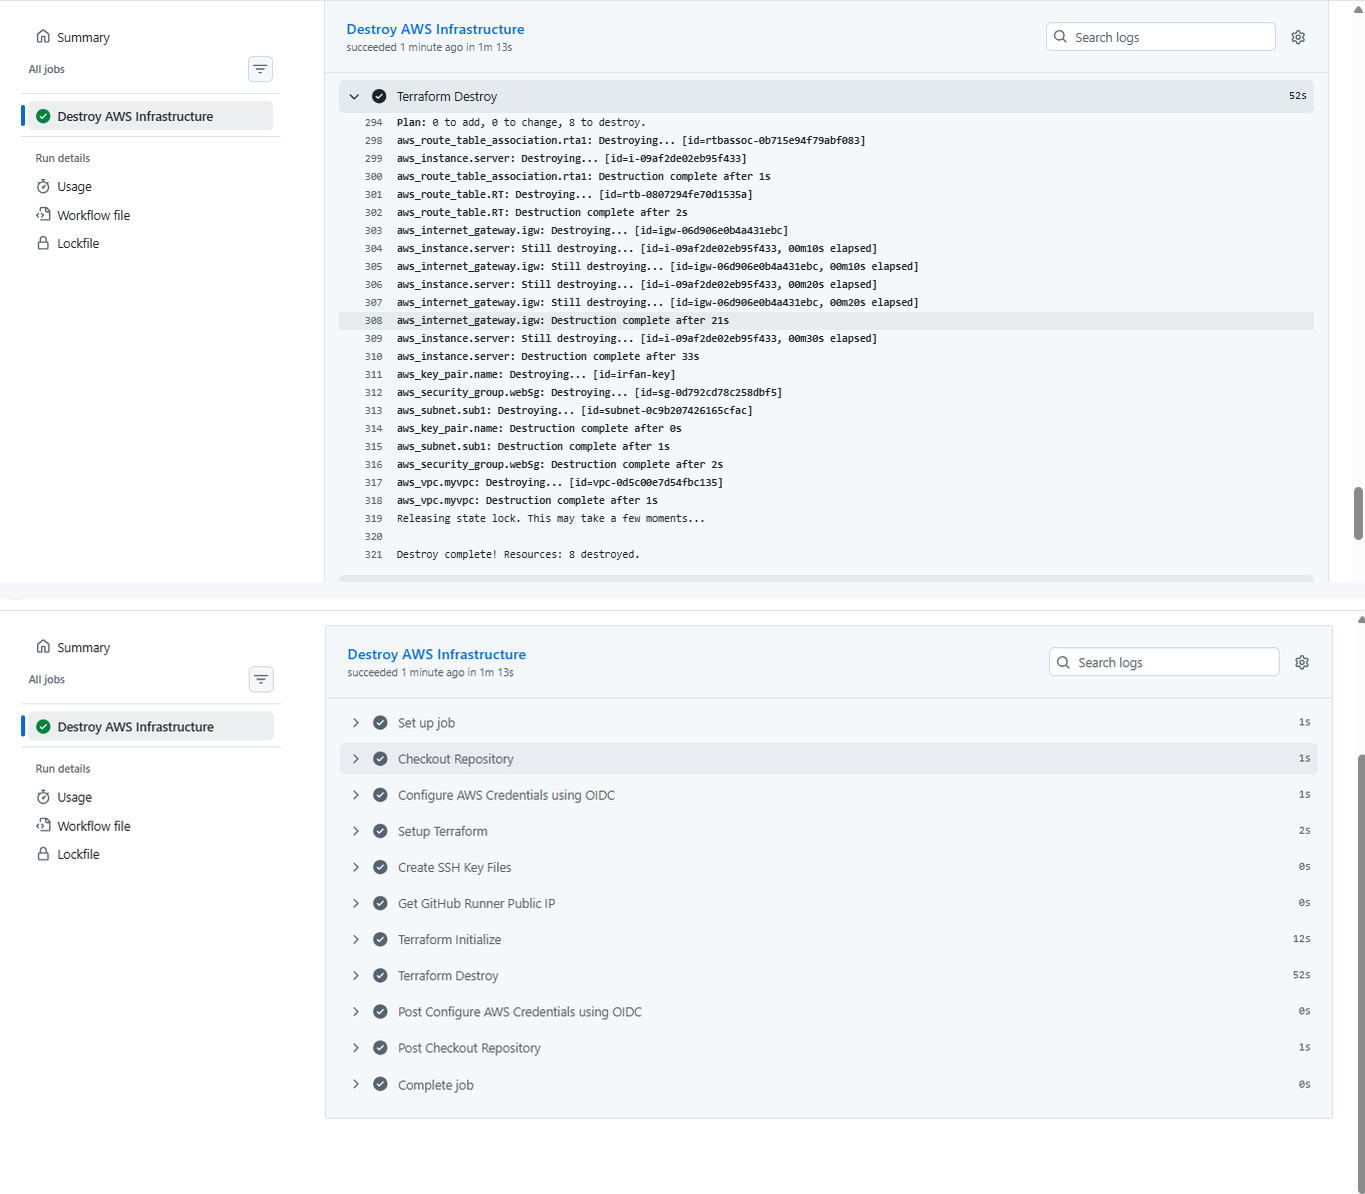 Summary
All jobs
Destroy AWS Infrastructure
Run details
Usage
Workflow file
Lockfile
Destroy AWS Infrastructure
succeeded 1 minute ago in 1m 13s
Search logs
Terraform Destroy 52s
294 Plan: 0 to add, 0 to change, 8 to destroy.
298 aws_route_table_association.rta1: Destroying... [id=rtbassoc-0b715e94f79abf083]
299 aws_instance.server: Destroying... [id=i-09af2de02eb95f433]
300 aws_route_table_association.rta1: Destruction complete after 1s
301 aws_route_table.RT: Destroying... [id=rtb-0807294fe70d1535a]
302 aws_route_table.RT: Destruction complete after 2s
303 aws_internet_gateway.igw: Destroying... [id=igw-06d906e0b4a431ebc]
304 aws_instance.server: Still destroying... [id=i-09af2de02eb95f433, 00m10s elapsed]
305 aws_internet_gateway.igw: Still destroying... [id=igw-06d906e0b4a431ebc, 00m10s elapsed]
306 aws_instance.server: Still destroying... [id=i-09af2de02eb95f433, 00m20s elapsed]
307 aws_internet_gateway.igw: Still destroying... [id=igw-06d906e0b4a431ebc, 00m20s elapsed]
308 aws_internet_gateway.igw: Destruction complete after 21s
309 aws_instance.server: Still destroying... [id=i-09af2de02eb95f433, 00m30s elapsed]
310 aws_instance.server: Destruction complete after 33s
311 aws_key_pair.name: Destroying... [id=irfan-key]
312 aws_security_group.webSg: Destroying... [id=sg-0d792cd78c258dbf5]
313 aws_subnet.sub1: Destroying... [id=subnet-0c9b207426165cfac]
314 aws_key_pair.name: Destruction complete after 0s
315 aws_subnet.sub1: Destruction complete after 1s
316 aws_security_group.webSg: Destruction complete after 2s
317 aws_vpc.myvpc: Destroying... [id=vpc-0d5c00e7d54fbc135]
318 aws_vpc.myvpc: Destruction complete after 1s
319 Releasing state lock. This may take a few moments...
320
321 Destroy complete! Resources: 8 destroyed.
Summary
All jobs
Destroy AWS Infrastructure
Run details
Usage
Workflow file
Lockfile
Destroy AWS Infrastructure
succeeded 1 minute ago in 1m 13s
Search logs
Set up job 1s
Checkout Repository 1s
Configure AWS Credentials using OIDC 1s
Setup Terraform 2s
Create SSH Key Files 0s
Get GitHub Runner Public IP 0s
Terraform Initialize 12s
Terraform Destroy 52s
Post Configure AWS Credentials using OIDC 0s
Post Checkout Repository 1s
Complete job 0s